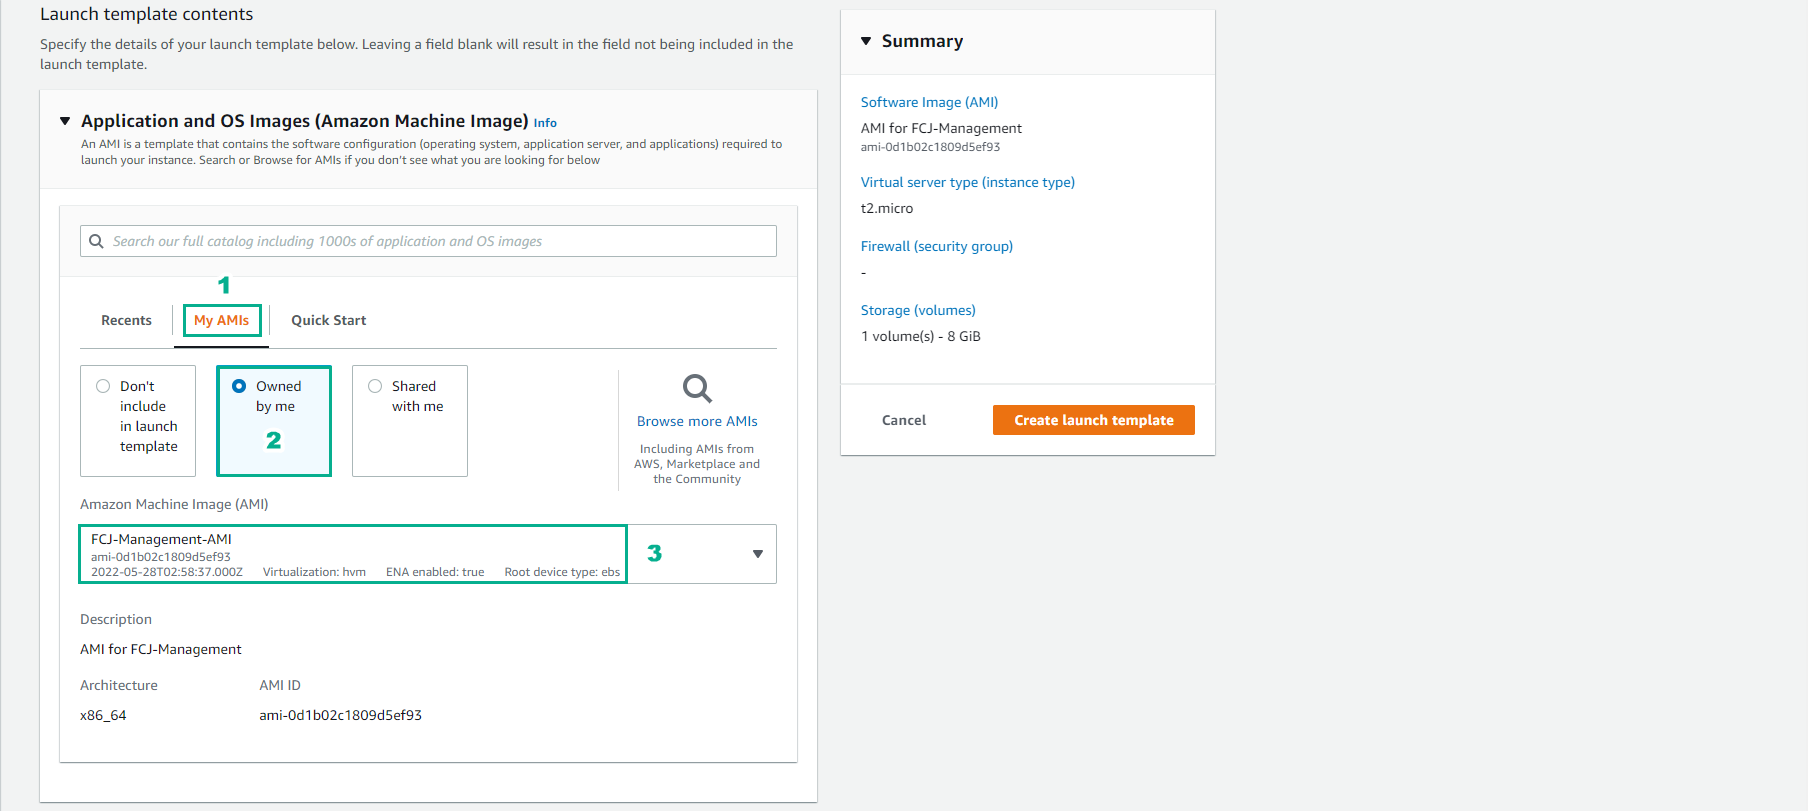 Launch template contents
Specify the details of your launch template below. Leaving a field blank will result in the field not being included in the
launch template.
Application and OS Images (Amazon Machine Image) Info
An AMI is a template that contains the software configuration (operating system, application server, and applications) required to
launch your instance. Search or Browse for AMIs if you don't see what you are looking for below
Search our full catalog including 1000s of application and OS images
1
Recents
My AMIs
Quick Start
Don't
include
in launch
template
Owned
by me
2
Shared
with me
Browse more AMIs
Including AMIs from
AWS, Marketplace and
the Community
Amazon Machine Image (AMI)
FCJ-Management-AMI
ami-0d1b02c1809d5ef93
2022-05-28T02:58:37.000Z Virtualization: hvm ENA enabled: true Root device type: ebs
3
Description
AMI for FCJ-Management
Architecture AMI ID
x86_64 ami-0d1b02c1809d5ef93
Summary
Software Image (AMI)
AMI for FCJ-Management
ami-0d1b02c1809d5ef93
Virtual server type (instance type)
t2.micro
Firewall (security group)
-
Storage (volumes)
1 volume(s) - 8 GiB
Cancel
Create launch template